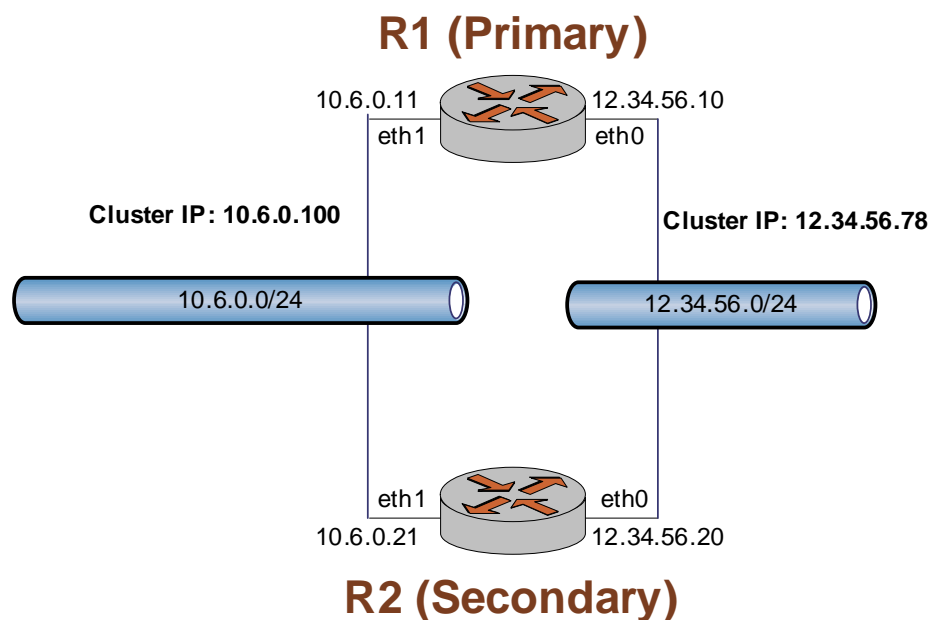 R1 (Primary)
10.6.0.11
12.34.56.10
eth1
eth0
Cluster IP: 10.6.0.100
Cluster IP: 12.34.56.78
10.6.0.0/24
12.34.56.0/24
eth1
eth0
10.6.0.21
12.34.56.20
R2 (Secondary)